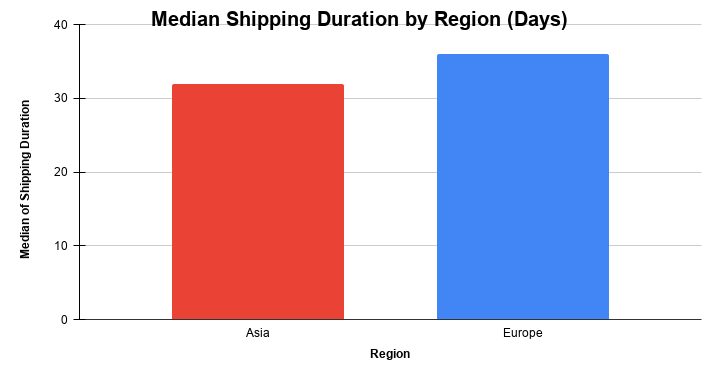 Median Shipping Duration by Region (Days)
40
30
20
10
0
Median of Shipping Duration
Asia
Europe
Region